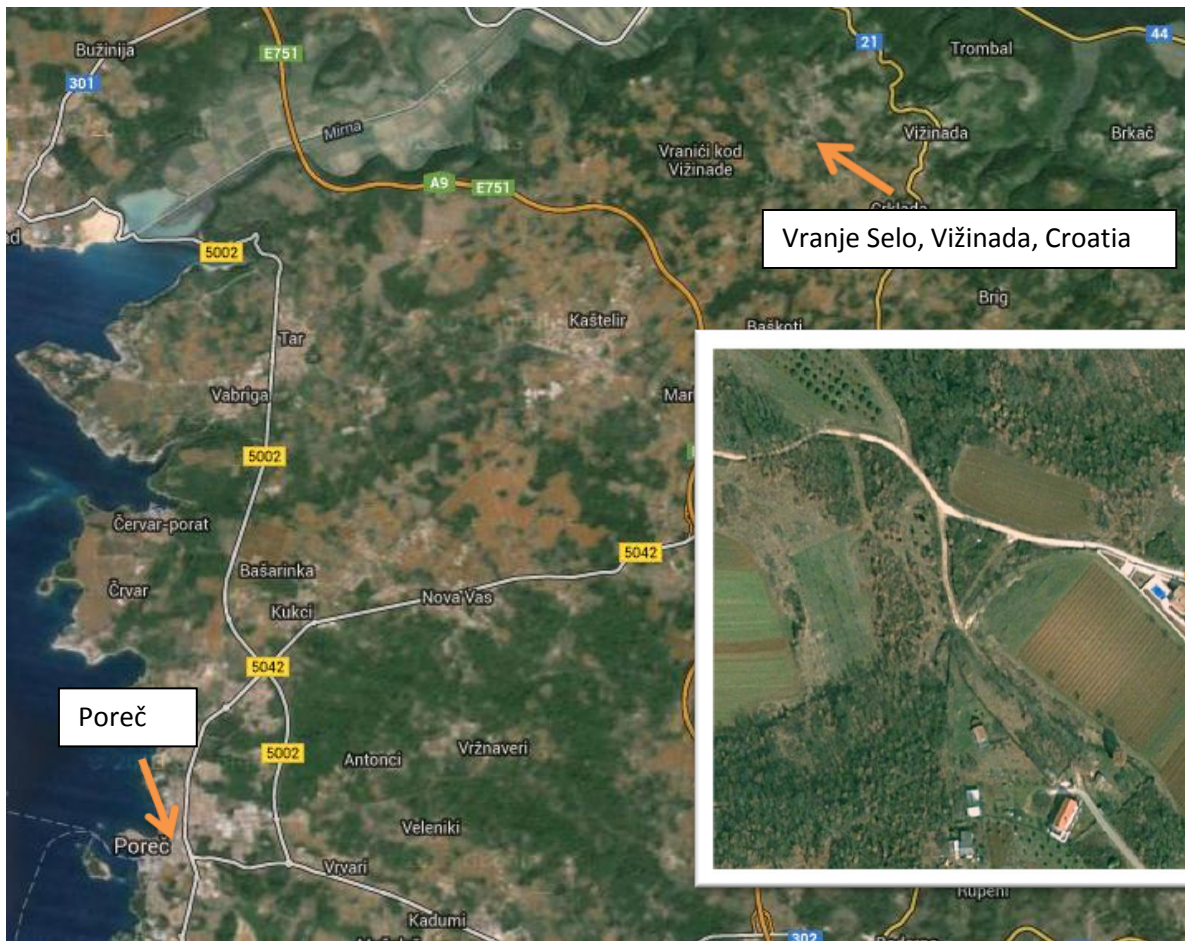 Bužinija
E751
21
Trombal
44
301
Mirna
Vižinada
Brkač
Vranići kod
Vižinade
A9
E751
5002
Vranje Selo, Vižinada, Croatia
Brig
Kaštelir
Baškoti
Tar
Vabriga
5002
Červar-porat
5042
Bašarinka
Črvar
Nova Vas
Kukci
5042
Poreč
5002
Vržnaveri
Antonci
Veleniki
Poreč
Vrvari
Kadumi
Rupeni
302